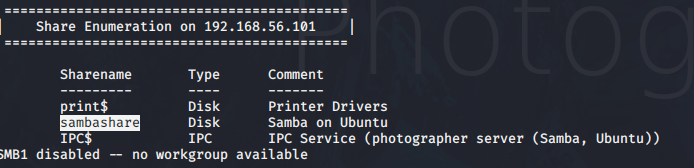 ===========================================
|    Share Enumeration on 192.168.56.101    |
===========================================
Sharename       Type      Comment
---------       ----      -------
print$          Disk      Printer Drivers
sambashare      Disk      Samba on Ubuntu
IPC$            IPC       IPC Service (photographer server (Samba, Ubuntu))
SMB1 disabled -- no workgroup available
Photog